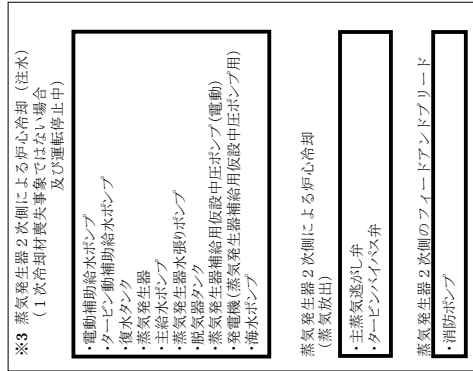 ※3 蒸気発生器２次側による炉心冷却（注水）
（１次冷却材喪失事象ではない場合
及び運転停止中）
・電動補助給水ポンプ
・タービン動補助給水ポンプ
・復水タンク
・蒸気発生器
・主給水ポンプ
・蒸気発生器水張りポンプ
・脱気器タンク
・蒸気発生器補給用仮設中圧ポンプ(電動)
・発電機(蒸気発生器補給用仮設中圧ポンプ用)
・海水ポンプ
蒸気発生器２次側による炉心冷却
(蒸気放出)
・主蒸気逃がし弁
・タービンバイパス弁
蒸気発生器２次側のフィードアンドブリード
・消防ポンプ